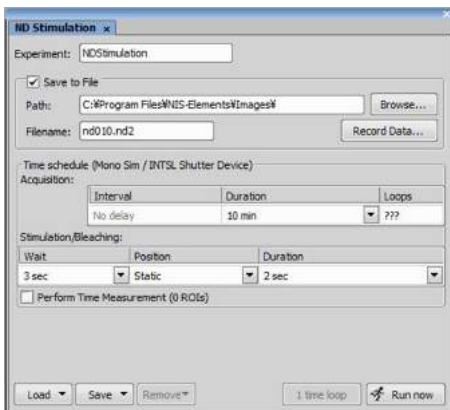 ND Stimulation x
Experiment: NDStimulation
Save to File
Path: C:¥Program Files¥NIS-Elements¥Images¥ Browse...
Filename: nd010.nd2 Record Data...
Time schedule (Mono Sim / INTSL Shutter Device)
Acquisition:
Interval Duration Loops
No delay 10 min ???
Stimulation/Bleaching:
Wait Position Duration
3 sec Static 2 sec
Perform Time Measurement (0 ROIs)
Load Save Remove 1 time loop Run now